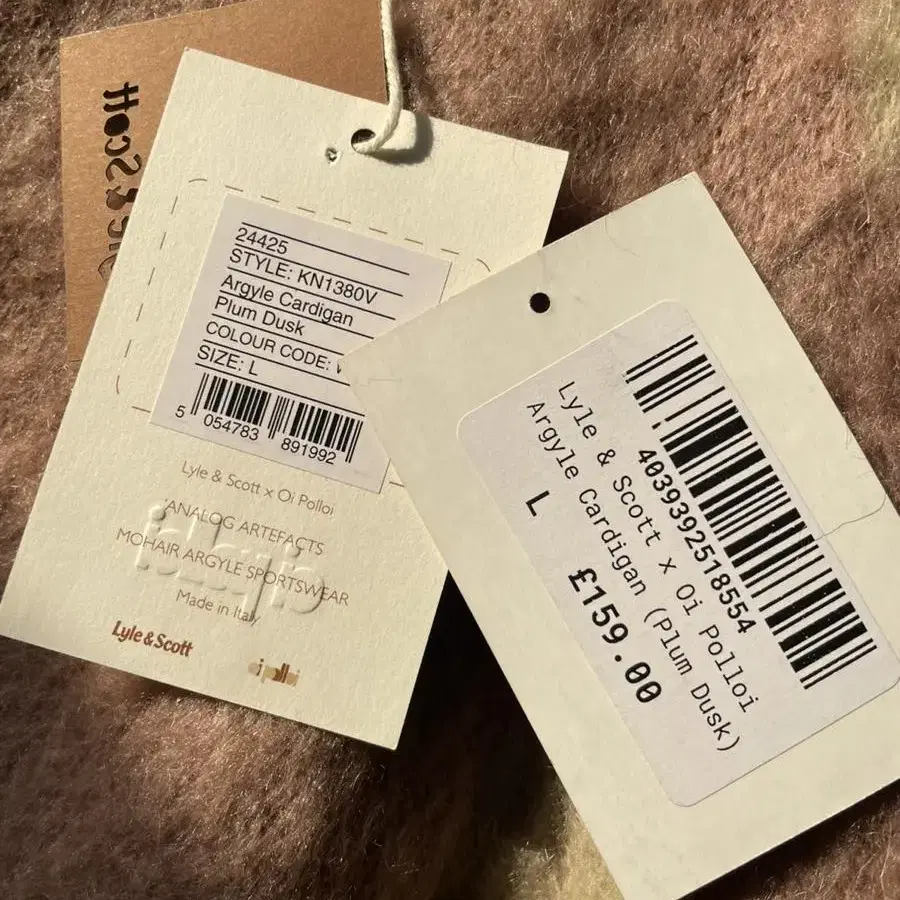 24425
STYLE: KN1380V
Argyle Cardigan
Plum Dusk
COLOUR CODE:
SIZE: L
5 054783 891992
Lyle & Scott x Oi Polloi
'ANALOG ARTEFACTS
MOHAIR ARGYLE SPORTSWEAR
Made in Italy
Lyle & Scott
oi polloi
4039392518554
Lyle & Scott x Oi Polloi
Argyle Cardigan (Plum Dusk)
L
£159.00